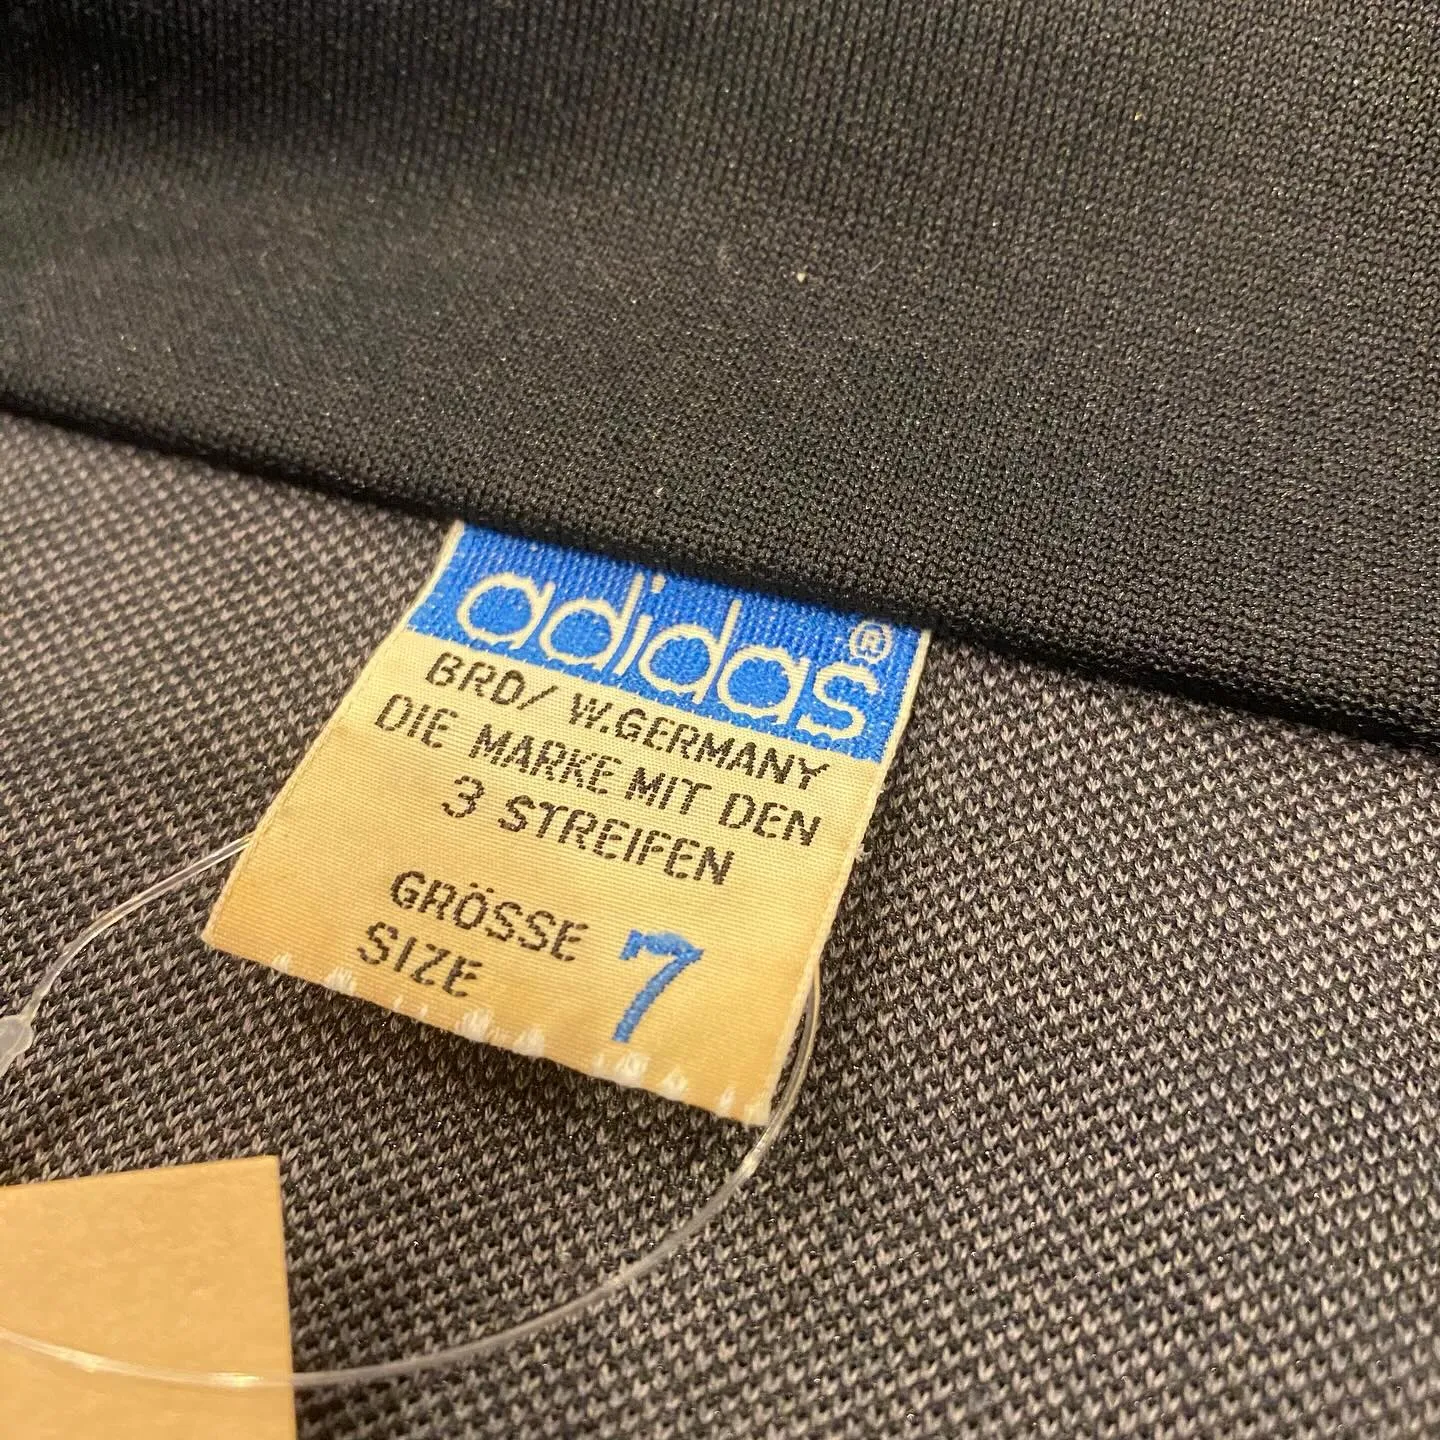 adidas®
BRD/ W.GERMANY
DIE MARKE MIT DEN
3 STREIFEN
GRÖSSE 7
SIZE